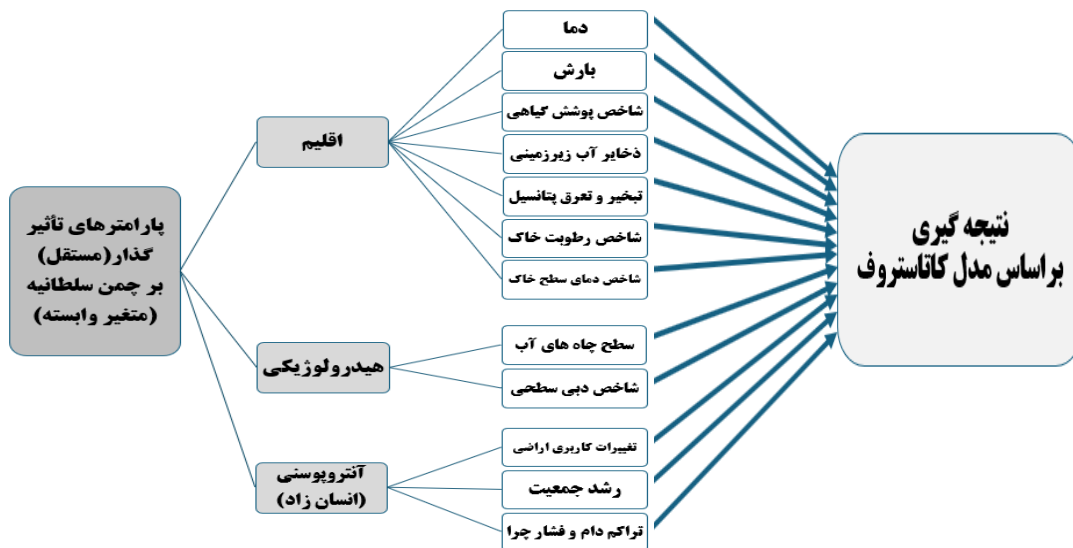 پارامترهای تأثیر
گذار(مستقل)
بر چمن سلطانیه
(متغیر وابسته)
اقلیم
هیدرولوژیکی
آنتروپوسنی
(انسان زاد)
دما
بارش
شاخص پوشش گیاهی
ذخایر آب زیرزمینی
تبخیر و تعرق پتانسیل
شاخص رطوبت خاک
شاخص دمای سطح خاک
سطح چاه های آب
شاخص دبی سطحی
تغییرات کاربری اراضی
رشد جمعیت
تراکم دام و فشار چرا
نتیجه گیری
براساس مدل کاتاستروف